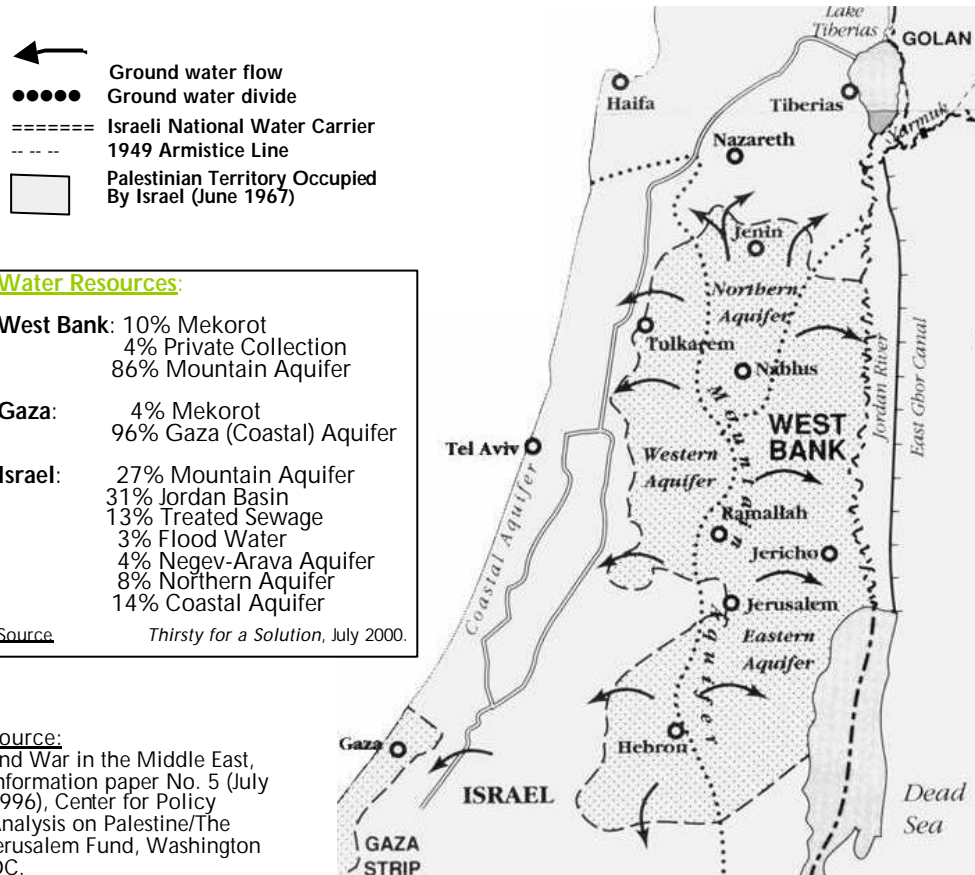 Ground water flow
Ground water divide
Israeli National Water Carrier
1949 Armistice Line
Palestinian Territory Occupied
By Israel (June 1967)
Water Resources:
West Bank: 10% Mekorot
4% Private Collection
86% Mountain Aquifer
Gaza: 4% Mekorot
96% Gaza (Coastal) Aquifer
Israel: 27% Mountain Aquifer
31% Jordan Basin
13% Treated Sewage
3% Flood Water
4% Negev-Arava Aquifer
8% Northern Aquifer
14% Coastal Aquifer
Source Thirsty for a Solution, July 2000.
ource:
nd War in the Middle East,
nformation paper No. 5 (July
996), Center for Policy
Analysis on Palestine/The
erusalem Fund, Washington
DC.
Lake
Tiberias
GOLAN
Haifa
Tiberias
Yarmuk
Nazareth
Jenin
Northern
Aquifer
Tulkarem
Nablus
Jordan River
East Ghor Canal
Mountain Aquifer
WEST
BANK
Tel Aviv
Western
Aquifer
Coastal Aquifer
Ramallah
Jericho
Jerusalem
Eastern
Aquifer
Hebron
Gaza
ISRAEL
Dead
Sea
GAZA
STRIP